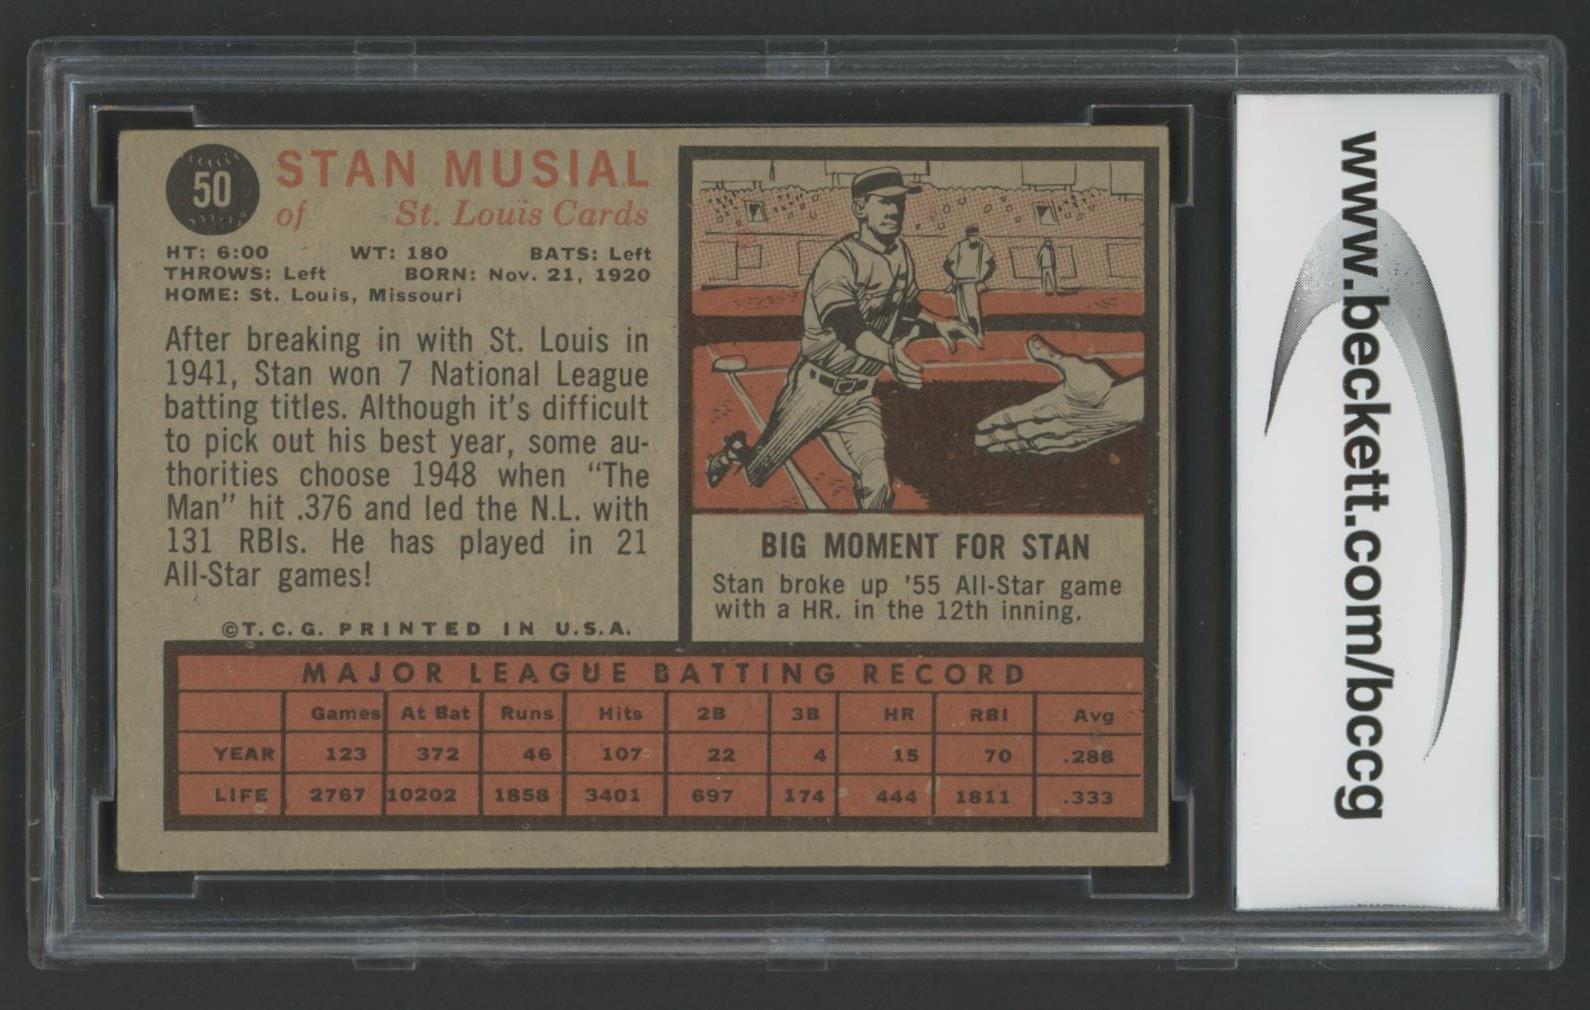 50
STAN MUSIAL
of St. Louis Cards
HT: 6:00 WT: 180 BATS: Left
THROWS: Left BORN: Nov. 21, 1920
HOME: St. Louis, Missouri
After breaking in with St. Louis in
1941, Stan won 7 National League
batting titles. Although it's difficult
to pick out his best year, some au-
thorities choose 1948 when "The
Man" hit .376 and led the N.L. with
131 RBIs. He has played in 21
All-Star games!
©T.C.G. PRINTED IN U.S.A.
BIG MOMENT FOR STAN
Stan broke up '55 All-Star game
with a HR. in the 12th inning.
MAJOR LEAGUE BATTING RECORD
Games At Bat Runs Hits 2B 3B HR RBI Avg
YEAR 123 372 46 107 22 4 15 70 .288
LIFE 2767 10202 1858 3401 697 174 444 1811 .333
www.beckett.com/bccg